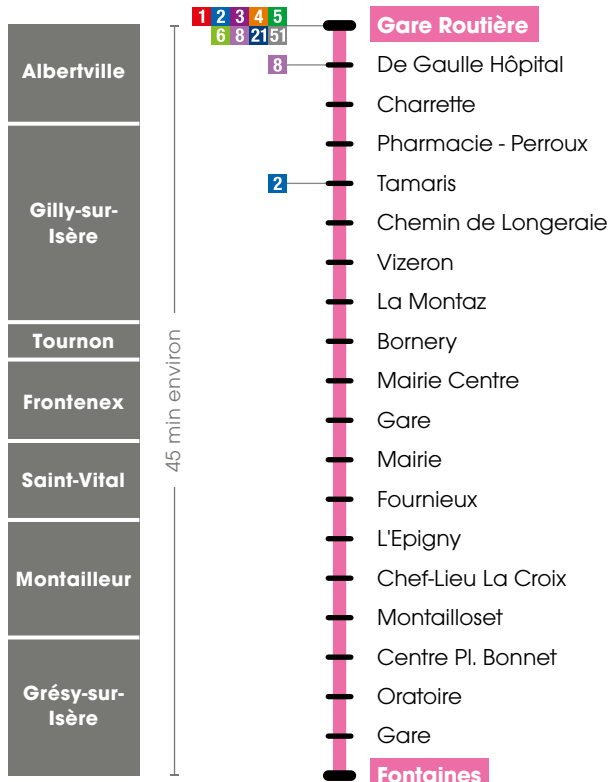 Albertville
Gilly-sur-
Isère
Tournon
Frontenex
Saint-Vital
Montailleur
Grésy-sur-
Isère
45 min environ
1 2 3 4 5
6 8 21 51
8
2
Gare Routière
De Gaulle Hôpital
Charrette
Pharmacie - Perroux
Tamaris
Chemin de Longeraie
Vizeron
La Montaz
Bornery
Mairie Centre
Gare
Mairie
Fournieux
L'Epigny
Chef-Lieu La Croix
Montailloset
Centre Pl. Bonnet
Oratoire
Gare
Fontaines